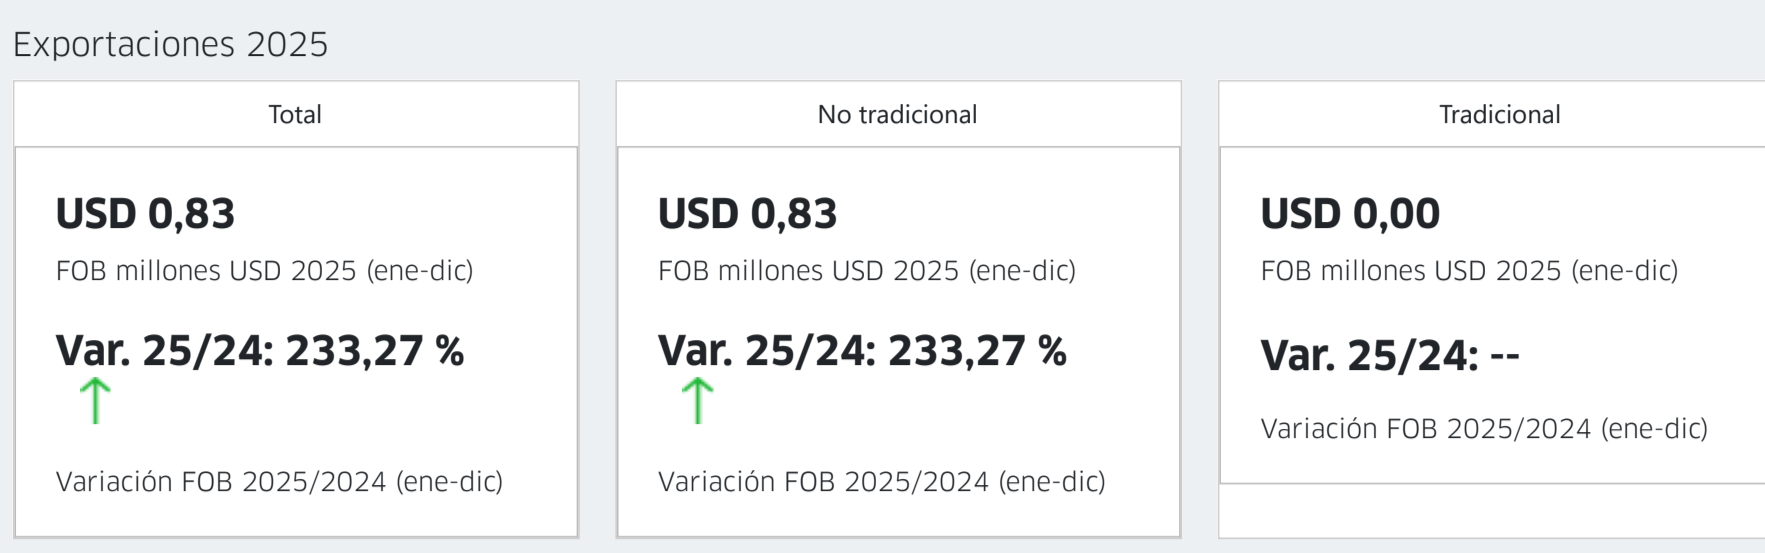 Exportaciones 2025
Total
USD 0,83
FOB millones USD 2025 (ene-dic)
Var. 25/24: 233,27 %
Variación FOB 2025/2024 (ene-dic)
No tradicional
USD 0,83
FOB millones USD 2025 (ene-dic)
Var. 25/24: 233,27 %
Variación FOB 2025/2024 (ene-dic)
Tradicional
USD 0,00
FOB millones USD 2025 (ene-dic)
Var. 25/24: --
Variación FOB 2025/2024 (ene-dic)